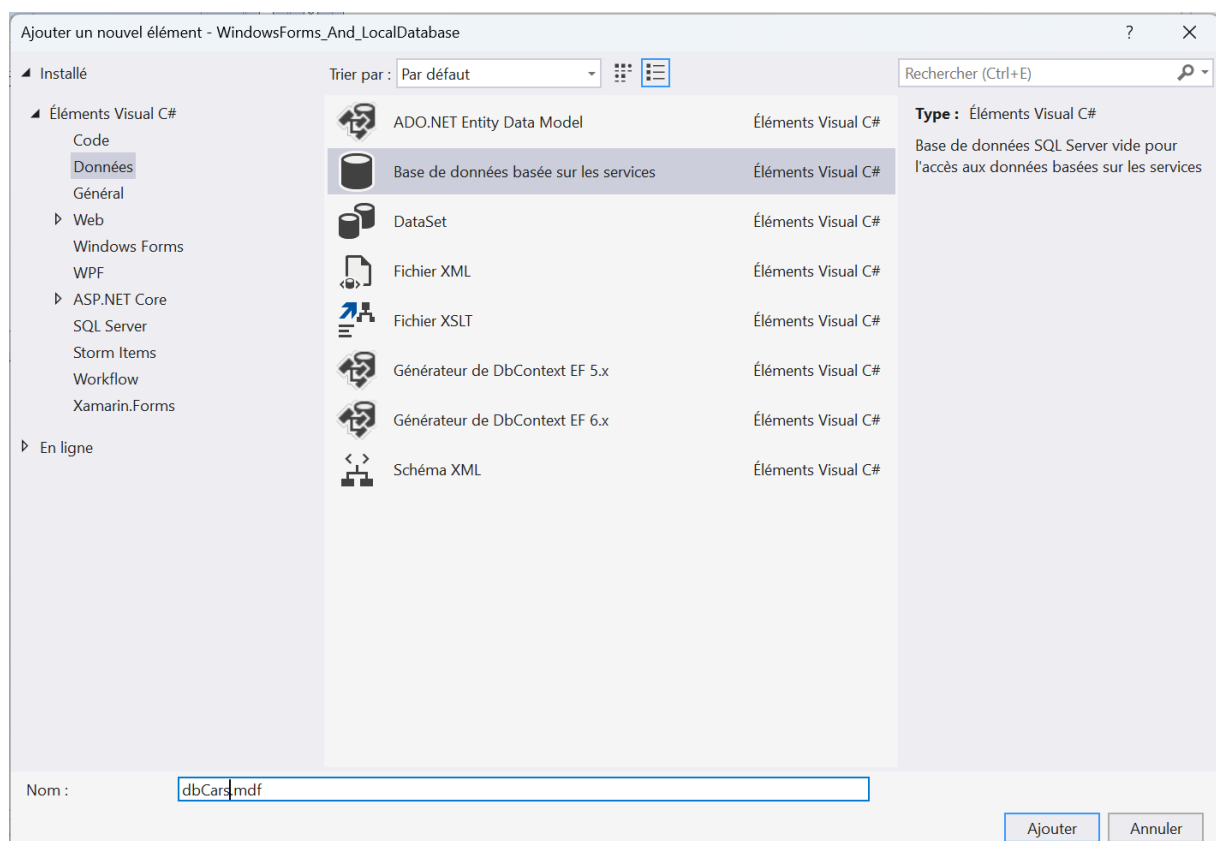 Ajouter un nouvel élément - WindowsForms_And_LocalDatabase
?
Installé
Éléments Visual C#
Code
Données
Général
Web
Windows Forms
WPF
ASP.NET Core
SQL Server
Storm Items
Workflow
Xamarin.Forms
En ligne
Trier par : Par défaut
ADO.NET Entity Data Model Éléments Visual C#
Base de données basée sur les services Éléments Visual C#
DataSet Éléments Visual C#
Fichier XML Éléments Visual C#
Fichier XSLT Éléments Visual C#
Générateur de DbContext EF 5.x Éléments Visual C#
Générateur de DbContext EF 6.x Éléments Visual C#
Schéma XML Éléments Visual C#
Rechercher (Ctrl+E)
Type : Éléments Visual C#
Base de données SQL Server vide pour
l'accès aux données basées sur les services
Nom : dbCars.mdf
Ajouter Annuler